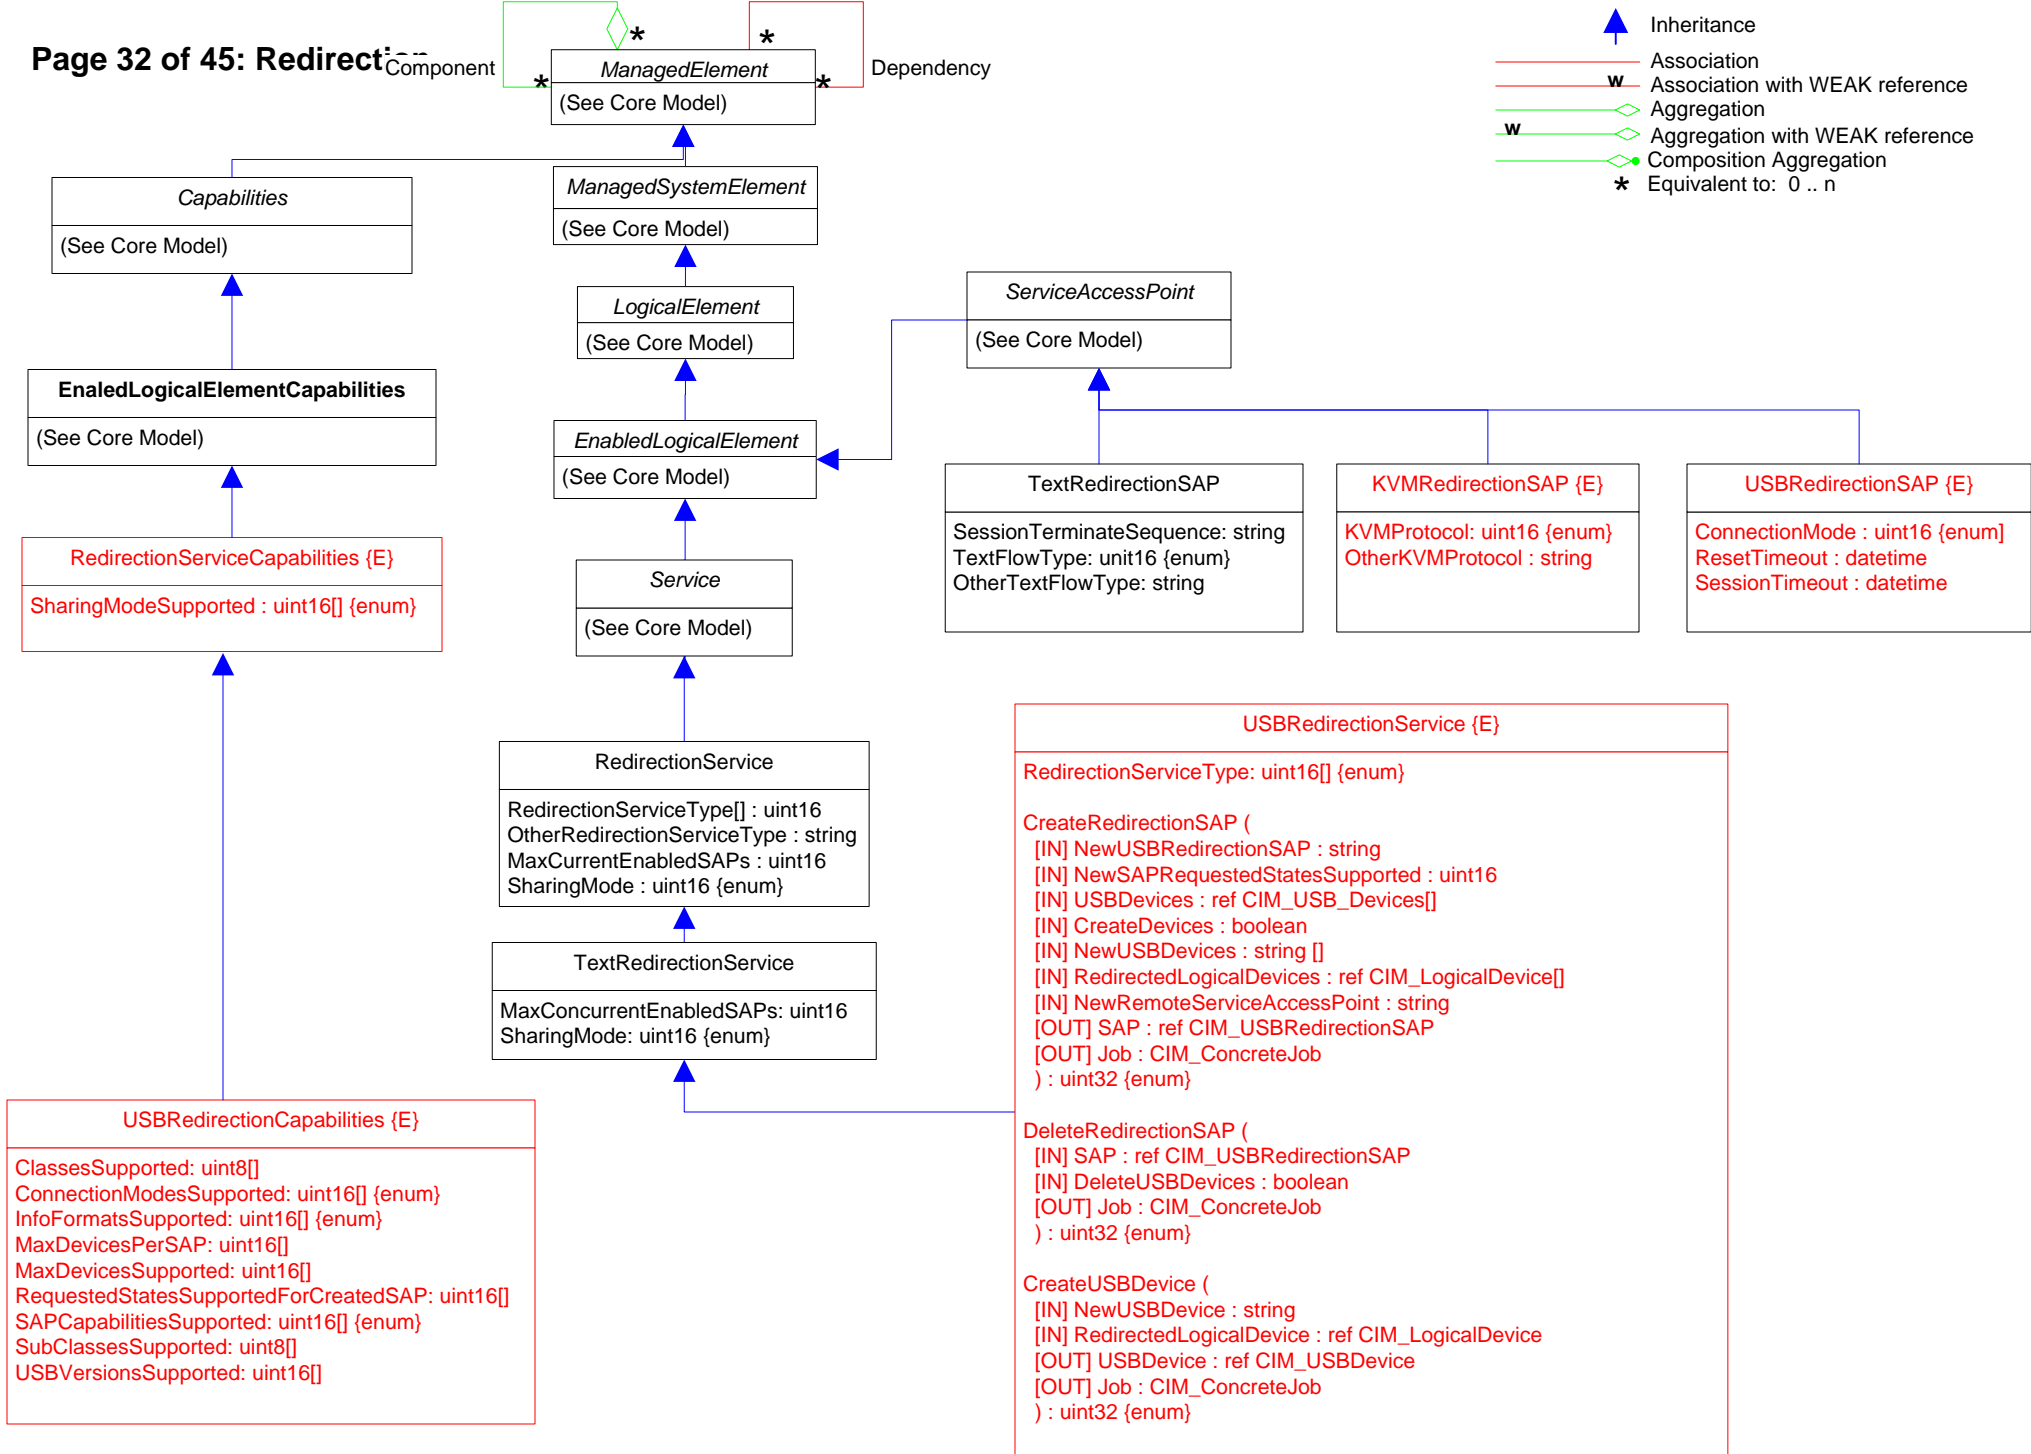 Page 32 of 45: Redirection
Component
*
*
*
*
Dependency
ManagedElement
(See Core Model)
Inheritance
Association
w
Association with WEAK reference
Aggregation
w
Aggregation with WEAK reference
Composition Aggregation
* Equivalent to: 0 .. n
Capabilities
(See Core Model)
ManagedSystemElement
(See Core Model)
LogicalElement
(See Core Model)
ServiceAccessPoint
(See Core Model)
EnaledLogicalElementCapabilities
(See Core Model)
EnabledLogicalElement
(See Core Model)
TextRedirectionSAP
SessionTerminateSequence: string
TextFlowType: unit16 {enum}
OtherTextFlowType: string
KVMRedirectionSAP {E}
KVMProtocol: uint16 {enum}
OtherKVMProtocol : string
USBRedirectionSAP {E}
ConnectionMode : uint16 {enum]
ResetTimeout : datetime
SessionTimeout : datetime
RedirectionServiceCapabilities {E}
SharingModeSupported : uint16[] {enum}
Service
(See Core Model)
RedirectionService
RedirectionServiceType[] : uint16
OtherRedirectionServiceType : string
MaxCurrentEnabledSAPs : uint16
SharingMode : uint16 {enum}
TextRedirectionService
MaxConcurrentEnabledSAPs: uint16
SharingMode: uint16 {enum}
USBRedirectionService {E}
RedirectionServiceType: uint16[] {enum}
CreateRedirectionSAP (
[IN] NewUSBRedirectionSAP : string
[IN] NewSAPRequestedStatesSupported : uint16
[IN] USBDevices : ref CIM_USB_Devices[]
[IN] CreateDevices : boolean
[IN] NewUSBDevices : string []
[IN] RedirectedLogicalDevices : ref CIM_LogicalDevice[]
[IN] NewRemoteServiceAccessPoint : string
[OUT] SAP : ref CIM_USBRedirectionSAP
[OUT] Job : CIM_ConcreteJob
) : uint32 {enum}
DeleteRedirectionSAP (
[IN] SAP : ref CIM_USBRedirectionSAP
[IN] DeleteUSBDevices : boolean
[OUT] Job : CIM_ConcreteJob
) : uint32 {enum}
CreateUSBDevice (
[IN] NewUSBDevice : string
[IN] RedirectedLogicalDevice : ref CIM_LogicalDevice
[OUT] USBDevice : ref CIM_USBDevice
[OUT] Job : CIM_ConcreteJob
) : uint32 {enum}
USBRedirectionCapabilities {E}
ClassesSupported: uint8[]
ConnectionModesSupported: uint16[] {enum}
InfoFormatsSupported: uint16[] {enum}
MaxDevicesPerSAP: uint16[]
MaxDevicesSupported: uint16[]
RequestedStatesSupportedForCreatedSAP: uint16[]
SAPCapabilitiesSupported: uint16[] {enum}
SubClassesSupported: uint8[]
USBVersionsSupported: uint16[]